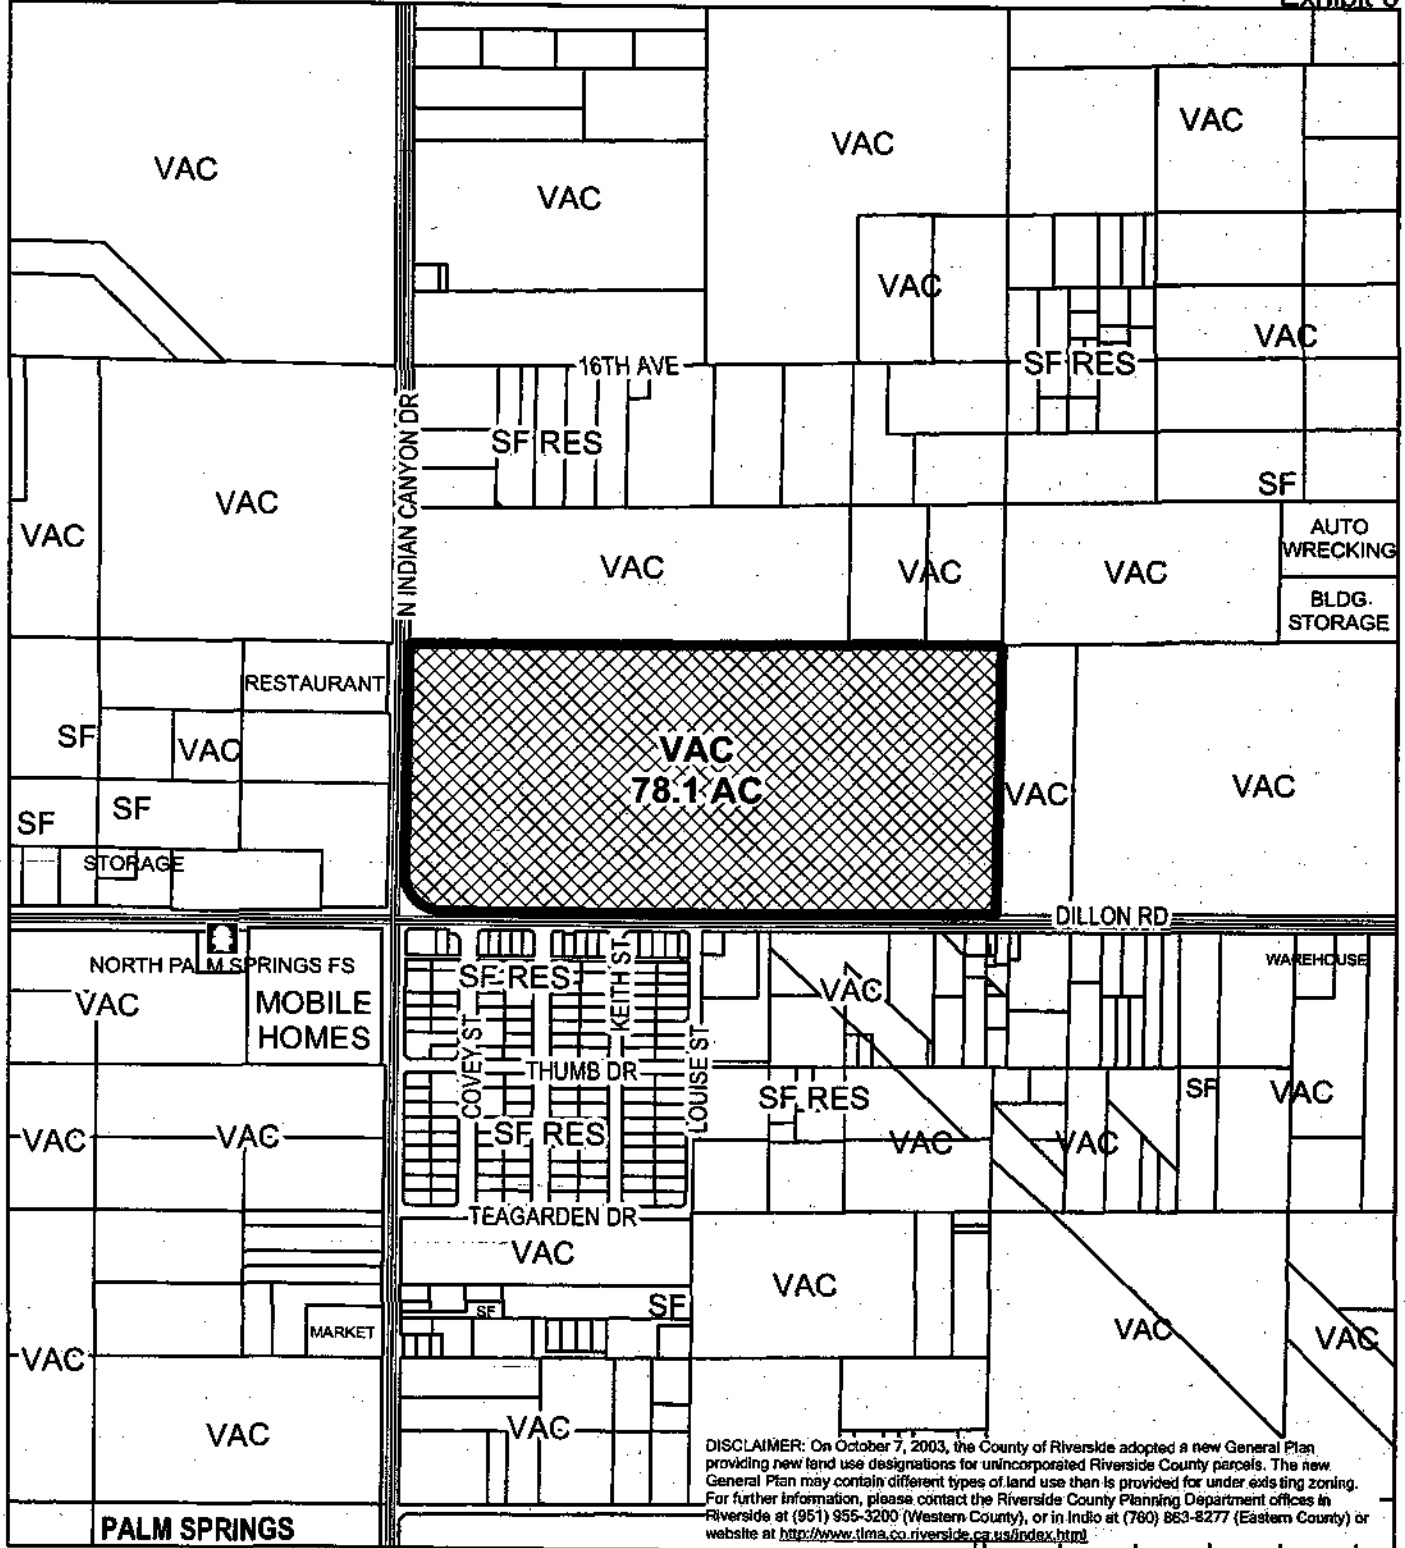 Exhibit
VAC
VAC
VAC
VAC
VAC
VAC
16TH AVE
SF RES
N INDIAN CANYON DR
SF RES
VAC
VAC
SF
VAC
VAC
VAC
AUTO
WRECKING
BLDG.
STORAGE
RESTAURANT
SF
VAC
VAC
78.1 AC
VAC
VAC
SF
SF
STORAGE
DILLON RD
NORTH PALM SPRINGS FS
VAC
MOBILE
HOMES
SF RES
KEITH ST
VAC
WAREHOUSE
COVEY ST
THUMB DR
LOUISE ST
SF RES
SF
VAC
VAC
VAC
SF RES
VAC
VAC
TEAGARDEN DR
VAC
VAC
SF
SF
MARKET
VAC
VAC
VAC
VAC
VAC
DISCLAIMER: On October 7, 2003, the County of Riverside adopted a new General Plan
providing new land use designations for unincorporated Riverside County parcels. The new
General Plan may contain different types of land use than is provided for under existing zoning.
For further information, please contact the Riverside County Planning Department offices in
Riverside at (951) 955-3200 (Western County), or in Indio at (760) 863-8277 (Eastern County) or
website at http://www.tlma.co.riverside.ca.us/index.html
PALM SPRINGS